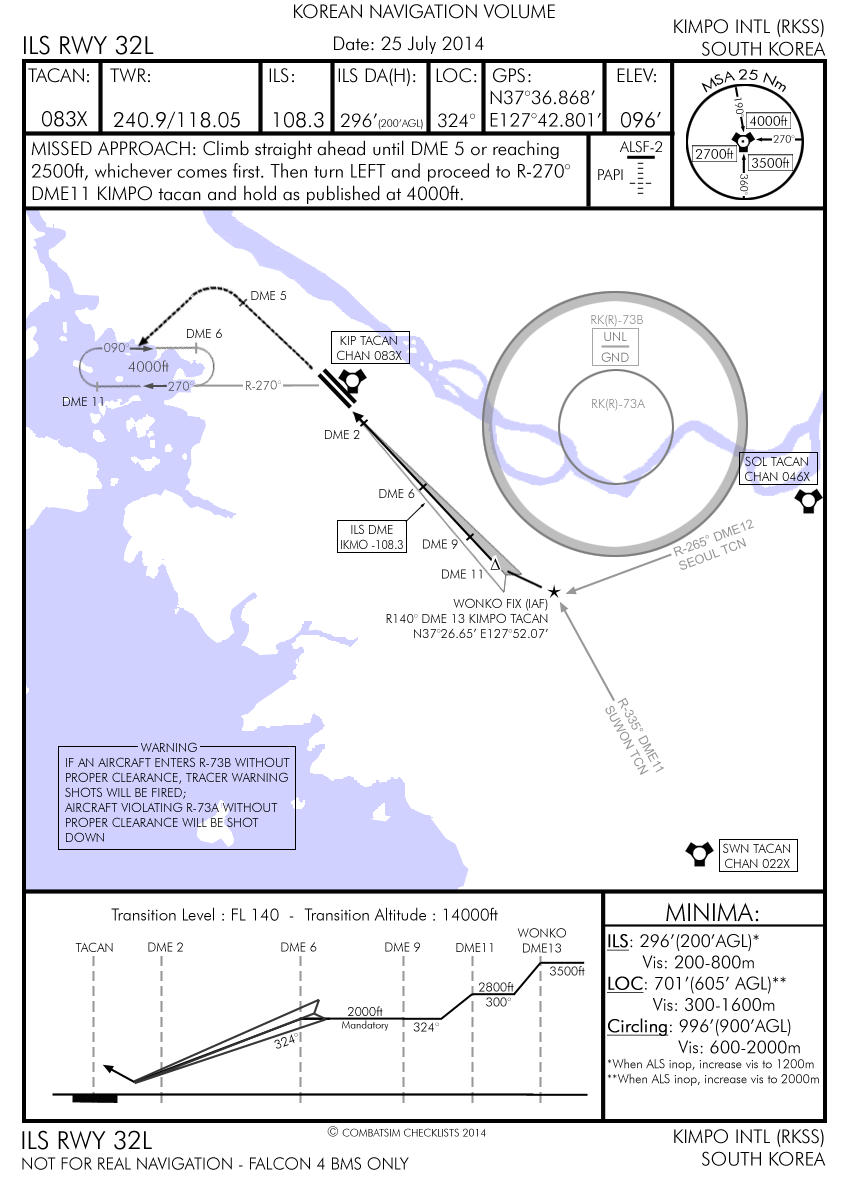 KOREAN NAVIGATION VOLUME
ILS RWY 32L
Date: 25 July 2014
KIMPO INTL (RKSS)
SOUTH KOREA
TACAN:
083X
TWR:
240.9/118.05
ILS:
108.3
ILS DA(H):
296’(200’AGL)
LOC:
324°
GPS:
N37°36.868’
E127°42.801’
ELEV:
096’
MSA 25 Nm
190°
4000ft
270°
2700ft
3500ft
360°
MISSED APPROACH: Climb straight ahead until DME 5 or reaching
2500ft, whichever comes first. Then turn LEFT and proceed to R-270°
DME11 KIMPO tacan and hold as published at 4000ft.
ALSF-2
PAPI
DME 5
DME 6
090°
4000ft
270°
R-270°
DME 11
KIP TACAN
CHAN 083X
RK(R)-73B
UNL
GND
RK(R)-73A
DME 2
SOL TACAN
CHAN 046X
DME 6
ILS DME
IKMO -108.3
DME 9
DME 11
R-265° DME12
SEOUL TCN
WONKO FIX (IAF)
R140° DME 13 KIMPO TACAN
N37°26.65’ E127°52.07’
R-335° DME11
SUWON TCN
WARNING
IF AN AIRCRAFT ENTERS R-73B WITHOUT
PROPER CLEARANCE, TRACER WARNING
SHOTS WILL BE FIRED;
AIRCRAFT VIOLATING R-73A WITHOUT
PROPER CLEARANCE WILL BE SHOT
DOWN
SWN TACAN
CHAN 022X
Transition Level : FL 140 - Transition Altitude : 14000ft
TACAN
DME 2
DME 6
DME 9
DME11
WONKO
DME13
3500ft
2800ft
300°
2000ft
Mandatory
324°
324°
MINIMA:
ILS: 296’(200’AGL)*
Vis: 200-800m
LOC: 701’(605’ AGL)**
Vis: 300-1600m
Circling: 996’(900’AGL)
Vis: 600-2000m
*When ALS inop, increase vis to 1200m
**When ALS inop, increase vis to 2000m
ILS RWY 32L
NOT FOR REAL NAVIGATION - FALCON 4 BMS ONLY
© COMBATSIM CHECKLISTS 2014
KIMPO INTL (RKSS)
SOUTH KOREA